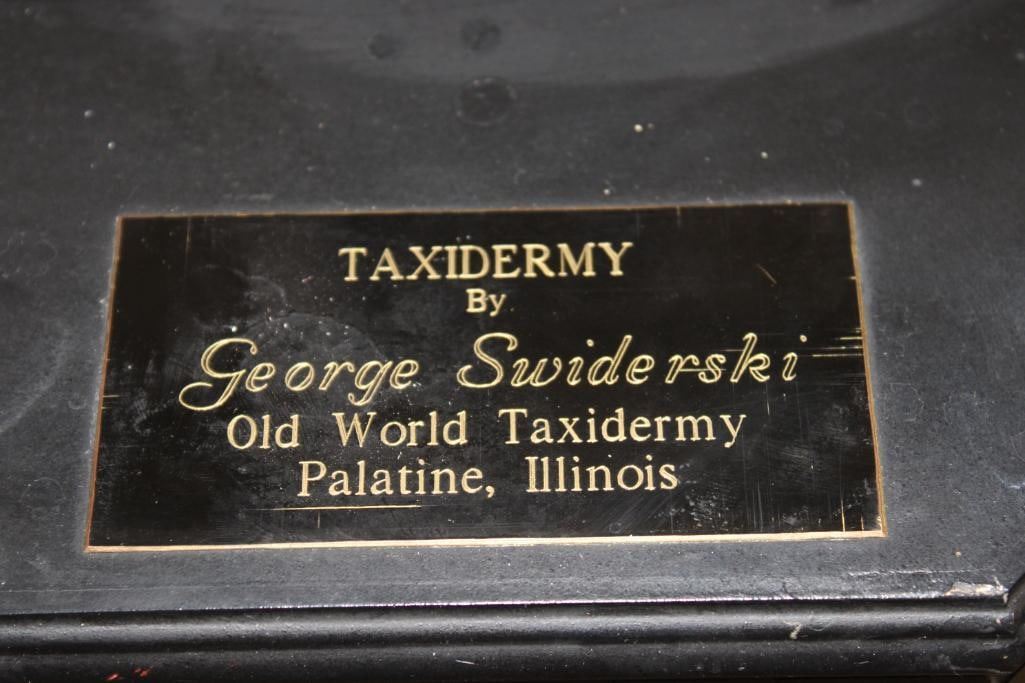 TAXIDERMY
By
George Swiderski
Old World Taxidermy
Palatine, Illinois